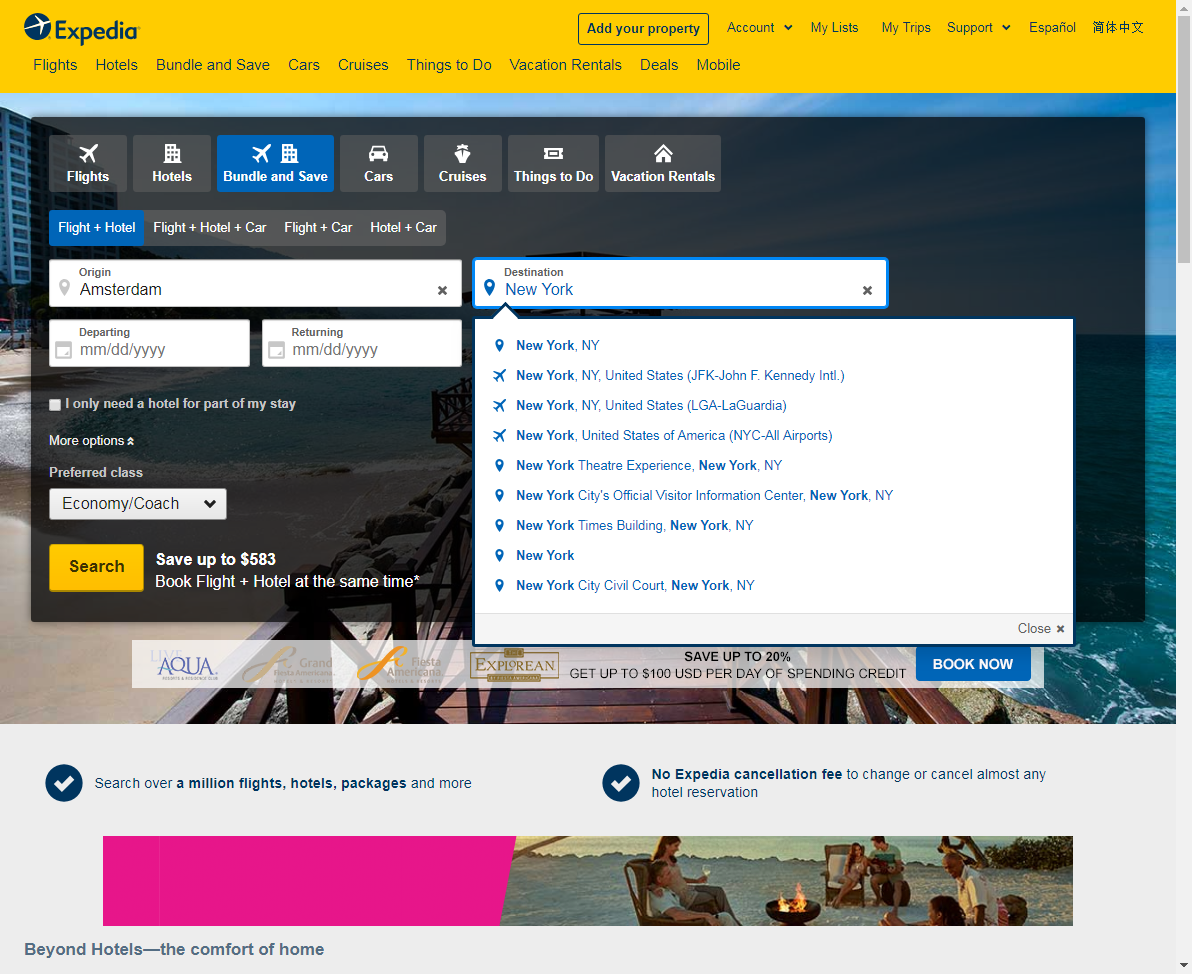 Expedia
Add your property
Account
My Lists
My Trips
Support
Español
简体中文
Flights
Hotels
Bundle and Save
Cars
Cruises
Things to Do
Vacation Rentals
Deals
Mobile
Flights
Hotels
Bundle and Save
Cars
Cruises
Things to Do
Vacation Rentals
Flight + Hotel
Flight + Hotel + Car
Flight + Car
Hotel + Car
Origin
Amsterdam
Destination
New York
Departing
mm/dd/yyyy
Returning
mm/dd/yyyy
New York, NY
New York, NY, United States (JFK-John F. Kennedy Intl.)
New York, NY, United States (LGA-LaGuardia)
New York, United States of America (NYC-All Airports)
New York Theatre Experience, New York, NY
New York City's Official Visitor Information Center, New York, NY
New York Times Building, New York, NY
New York
New York City Civil Court, New York, NY
Close
I only need a hotel for part of my stay
More options
Preferred class
Economy/Coach
Search
Save up to $583
Book Flight + Hotel at the same time*
LIVE
AQUA
Grand
Fiesta Americana
Fiesta
Americana
EXPLOREAN
SAVE UP TO 20%
GET UP TO $100 USD PER DAY OF SPENDING CREDIT
BOOK NOW
Search over a million flights, hotels, packages and more
No Expedia cancellation fee to change or cancel almost any
hotel reservation
Beyond Hotels—the comfort of home